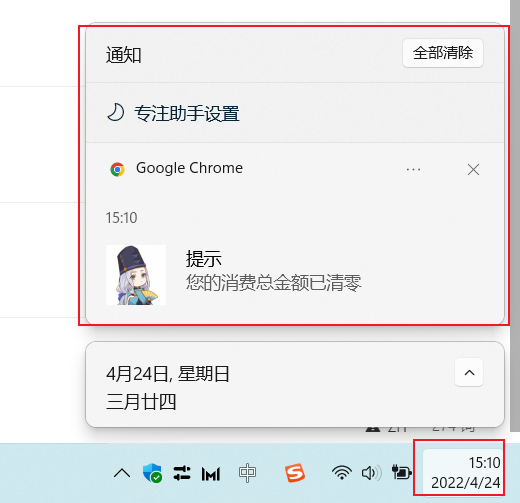 通知
全部清除
专注助手设置
Google Chrome
15:10
提示
您的消费总金额已清零
4月24日, 星期日
三月廿四
中
15:10
2022/4/24